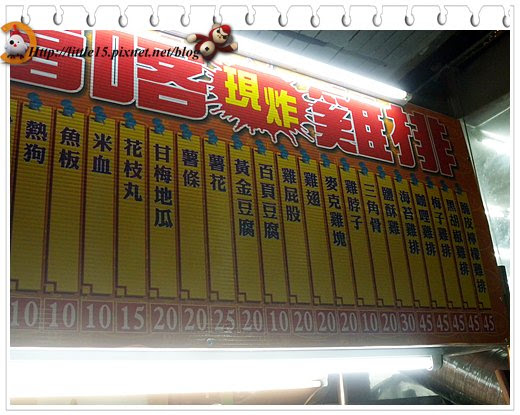 Http://little15.pixnet.net/blog
現炸
雞排
熱狗
魚板
米血
花枝丸
甘梅地瓜
薯條
薯花
黃金豆腐
百頁豆腐
雞屁股
雞翅
麥克雞塊
雞脖子
三角骨
鹽酥雞
海苔雞排
咖哩雞排
梅子雞排
黑胡椒雞排
脆皮檸檬雞排
10 10 10 15 20 20 25 20 10 10 20 20 20 20 30 45 45 45 45 45